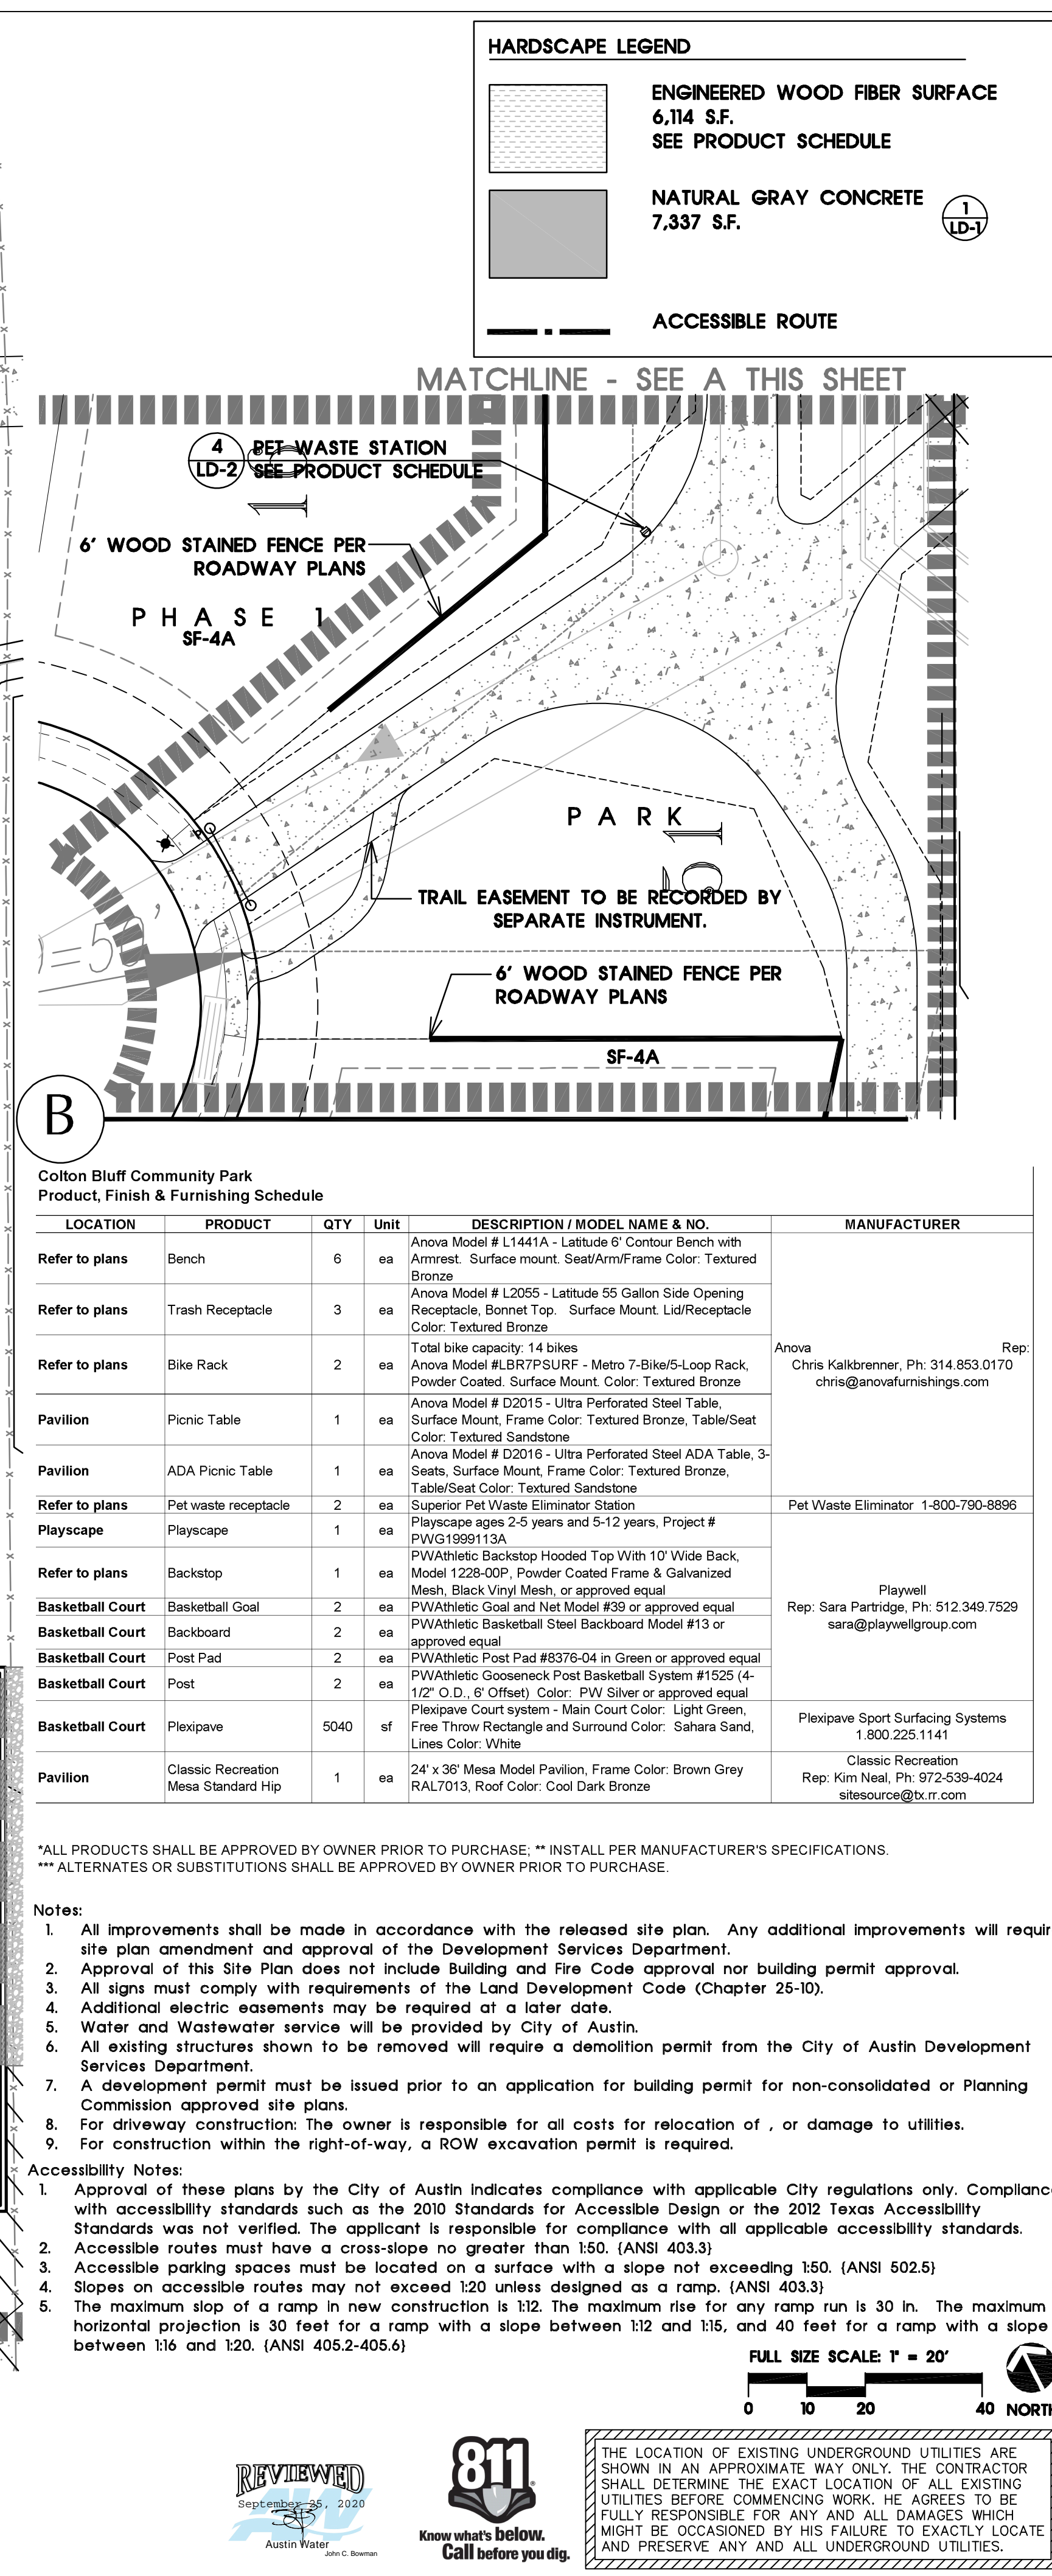 HARDSCAPE LEGEND
ENGINEERED WOOD FIBER SURFACE
6,114 S.F.
SEE PRODUCT SCHEDULE
NATURAL GRAY CONCRETE
7,337 S.F.
1
LD-1
ACCESSIBLE ROUTE
MATCHLINE - SEE A THIS SHEET
4
LD-2
PET WASTE STATION
SEE PRODUCT SCHEDULE
6' WOOD STAINED FENCE PER
ROADWAY PLANS
PHASE 1
SF-4A
PARK
TRAIL EASEMENT TO BE RECORDED BY
SEPARATE INSTRUMENT.
6' WOOD STAINED FENCE PER
ROADWAY PLANS
SF-4A
B
Colton Bluff Community Park
Product, Finish & Furnishing Schedule
LOCATION PRODUCT QTY Unit DESCRIPTION / MODEL NAME & NO. MANUFACTURER
Refer to plans Bench 6 ea
Anova Model # L1441A - Latitude 6' Contour Bench with
Armrest. Surface mount. Seat/Arm/Frame Color: Textured
Bronze
Refer to plans Trash Receptacle 3 ea
Anova Model # L2055 - Latitude 55 Gallon Side Opening
Receptacle, Bonnet Top. Surface Mount. Lid/Receptacle
Color: Textured Bronze
Refer to plans Bike Rack 2 ea
Total bike capacity: 14 bikes
Anova Model #LBR7PSURF - Metro 7-Bike/5-Loop Rack,
Powder Coated. Surface Mount. Color: Textured Bronze
Anova Rep:
Chris Kalkbrenner, Ph: 314.853.0170
chris@anovafurnishings.com
Pavilion Picnic Table 1 ea
Anova Model # D2015 - Ultra Perforated Steel Table,
Surface Mount, Frame Color: Textured Bronze, Table/Seat
Color: Textured Sandstone
Pavilion ADA Picnic Table 1 ea
Anova Model # D2016 - Ultra Perforated Steel ADA Table, 3-
Seats, Surface Mount, Frame Color: Textured Bronze,
Table/Seat Color: Textured Sandstone
Refer to plans Pet waste receptacle 2 ea Superior Pet Waste Eliminator Station Pet Waste Eliminator 1-800-790-8896
Playscape Playscape 1 ea
Playscape ages 2-5 years and 5-12 years, Project #
PWG1999113A
Refer to plans Backstop 1 ea
PWAthletic Backstop Hooded Top With 10' Wide Back,
Model 1228-00P, Powder Coated Frame & Galvanized
Mesh, Black Vinyl Mesh, or approved equal
Playwell
Rep: Sara Partridge, Ph: 512.349.7529
sara@playwellgroup.com
Basketball Court Basketball Goal 2 ea PWAthletic Goal and Net Model #39 or approved equal
Basketball Court Backboard 2 ea
PWAthletic Basketball Steel Backboard Model #13 or
approved equal
Basketball Court Post Pad 2 ea PWAthletic Post Pad #8376-04 in Green or approved equal
Basketball Court Post 2 ea
PWAthletic Gooseneck Post Basketball System #1525 (4-
1/2" O.D., 6' Offset) Color: PW Silver or approved equal
Basketball Court Plexipave 5040 sf
Plexipave Court system - Main Court Color: Light Green,
Free Throw Rectangle and Surround Color: Sahara Sand,
Lines Color: White
Plexipave Sport Surfacing Systems
1.800.225.1141
Pavilion
Classic Recreation
Mesa Standard Hip
1 ea
24' x 36' Mesa Model Pavilion, Frame Color: Brown Grey
RAL7013, Roof Color: Cool Dark Bronze
Classic Recreation
Rep: Kim Neal, Ph: 972-539-4024
sitesource@tx.rr.com
*ALL PRODUCTS SHALL BE APPROVED BY OWNER PRIOR TO PURCHASE; ** INSTALL PER MANUFACTURER'S SPECIFICATIONS.
*** ALTERNATES OR SUBSTITUTIONS SHALL BE APPROVED BY OWNER PRIOR TO PURCHASE.
Notes:
1. All improvements shall be made in accordance with the released site plan. Any additional improvements will requir
site plan amendment and approval of the Development Services Department.
2. Approval of this Site Plan does not include Building and Fire Code approval nor building permit approval.
3. All signs must comply with requirements of the Land Development Code (Chapter 25-10).
4. Additional electric easements may be required at a later date.
5. Water and Wastewater service will be provided by City of Austin.
6. All existing structures shown to be removed will require a demolition permit from the City of Austin Development
Services Department.
7. A development permit must be issued prior to an application for building permit for non-consolidated or Planning
Commission approved site plans.
8. For driveway construction: The owner is responsible for all costs for relocation of , or damage to utilities.
9. For construction within the right-of-way, a ROW excavation permit is required.
Accessibility Notes:
1. Approval of these plans by the City of Austin indicates compliance with applicable City regulations only. Complianc
with accessibility standards such as the 2010 Standards for Accessible Design or the 2012 Texas Accessibility
Standards was not verified. The applicant is responsible for compliance with all applicable accessibility standards.
2. Accessible routes must have a cross-slope no greater than 1:50. {ANSI 403.3}
3. Accessible parking spaces must be located on a surface with a slope not exceeding 1:50. {ANSI 502.5}
4. Slopes on accessible routes may not exceed 1:20 unless designed as a ramp. {ANSI 403.3}
5. The maximum slop of a ramp in new construction is 1:12. The maximum rise for any ramp run is 30 in. The maximum
horizontal projection is 30 feet for a ramp with a slope between 1:12 and 1:15, and 40 feet for a ramp with a slope
between 1:16 and 1:20. {ANSI 405.2-405.6}
FULL SIZE SCALE: 1" = 20'
0 10 20 40 NORTH
REVIEWED
September 25, 2020
AW
Austin Water
John C. Bowman
811
Know what's below.
Call before you dig.
THE LOCATION OF EXISTING UNDERGROUND UTILITIES ARE
SHOWN IN AN APPROXIMATE WAY ONLY. THE CONTRACTOR
SHALL DETERMINE THE EXACT LOCATION OF ALL EXISTING
UTILITIES BEFORE COMMENCING WORK. HE AGREES TO BE
FULLY RESPONSIBLE FOR ANY AND ALL DAMAGES WHICH
MIGHT BE OCCASIONED BY HIS FAILURE TO EXACTLY LOCATE
AND PRESERVE ANY AND ALL UNDERGROUND UTILITIES.